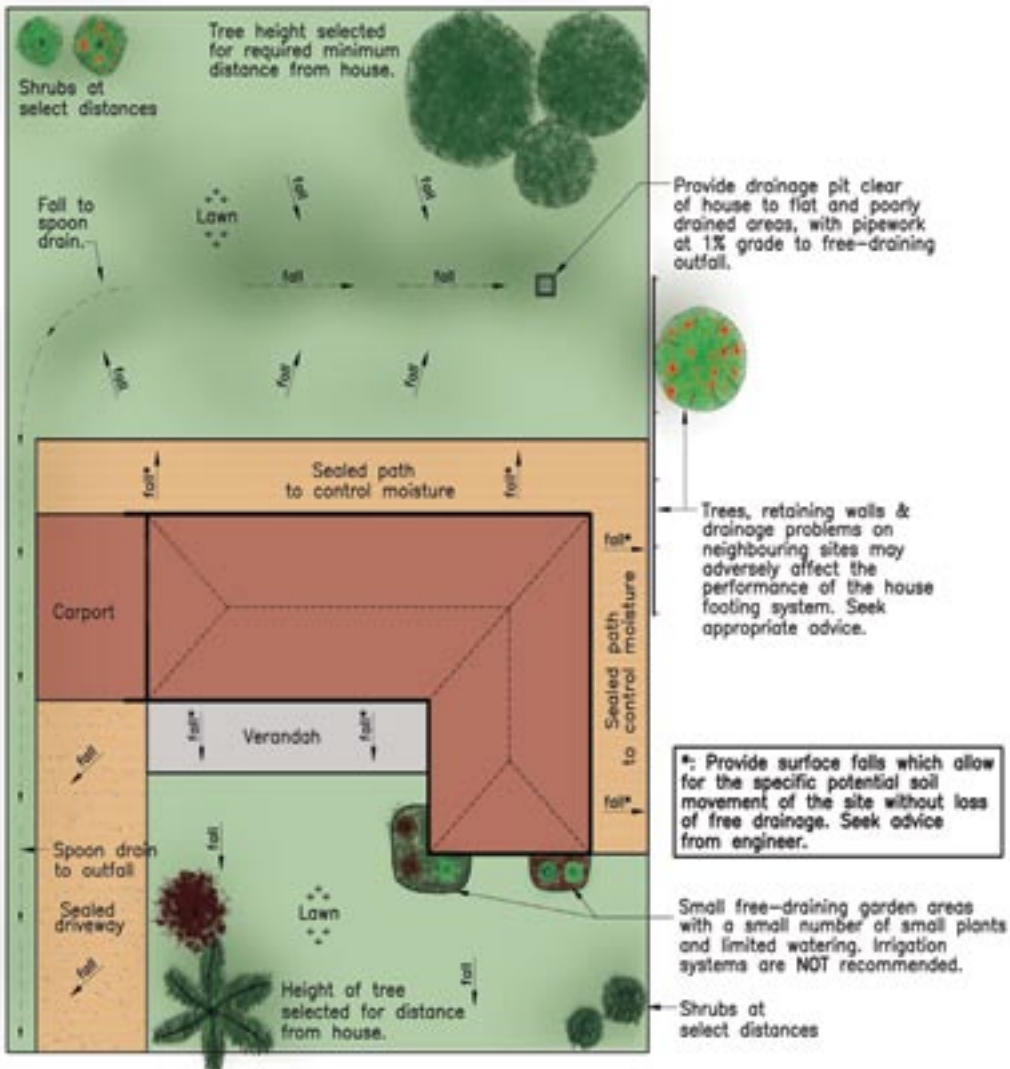 Tree height selected
for required minimum
distance from house.
Shrubs at
select distances
Fall to
spoon
drain.
Lawn
fall
fall
fall
fall
Provide drainage pit clear
of house to flat and poorly
drained areas, with pipework
at 1% grade to free-draining
outfall.
fall
fall
fall
fall*
Sealed path
to control moisture
fall*
Trees, retaining walls &
drainage problems on
neighbouring sites may
adversely affect the
performance of the house
footing system. Seek
appropriate advice.
fall*
Carport
Sealed path
to control moisture
fall*
Verandah
fall*
fall
*: Provide surface falls which allow
for the specific potential soil
movement of the site without loss
of free drainage. Seek advice
from engineer.
fall*
Spoon drain
to outfall
fall
Sealed
driveway
Lawn
Small free-draining garden areas
with a small number of small plants
and limited watering. Irrigation
systems are NOT recommended.
fall
fall
Height of tree
selected for distance
from house.
Shrubs at
select distances